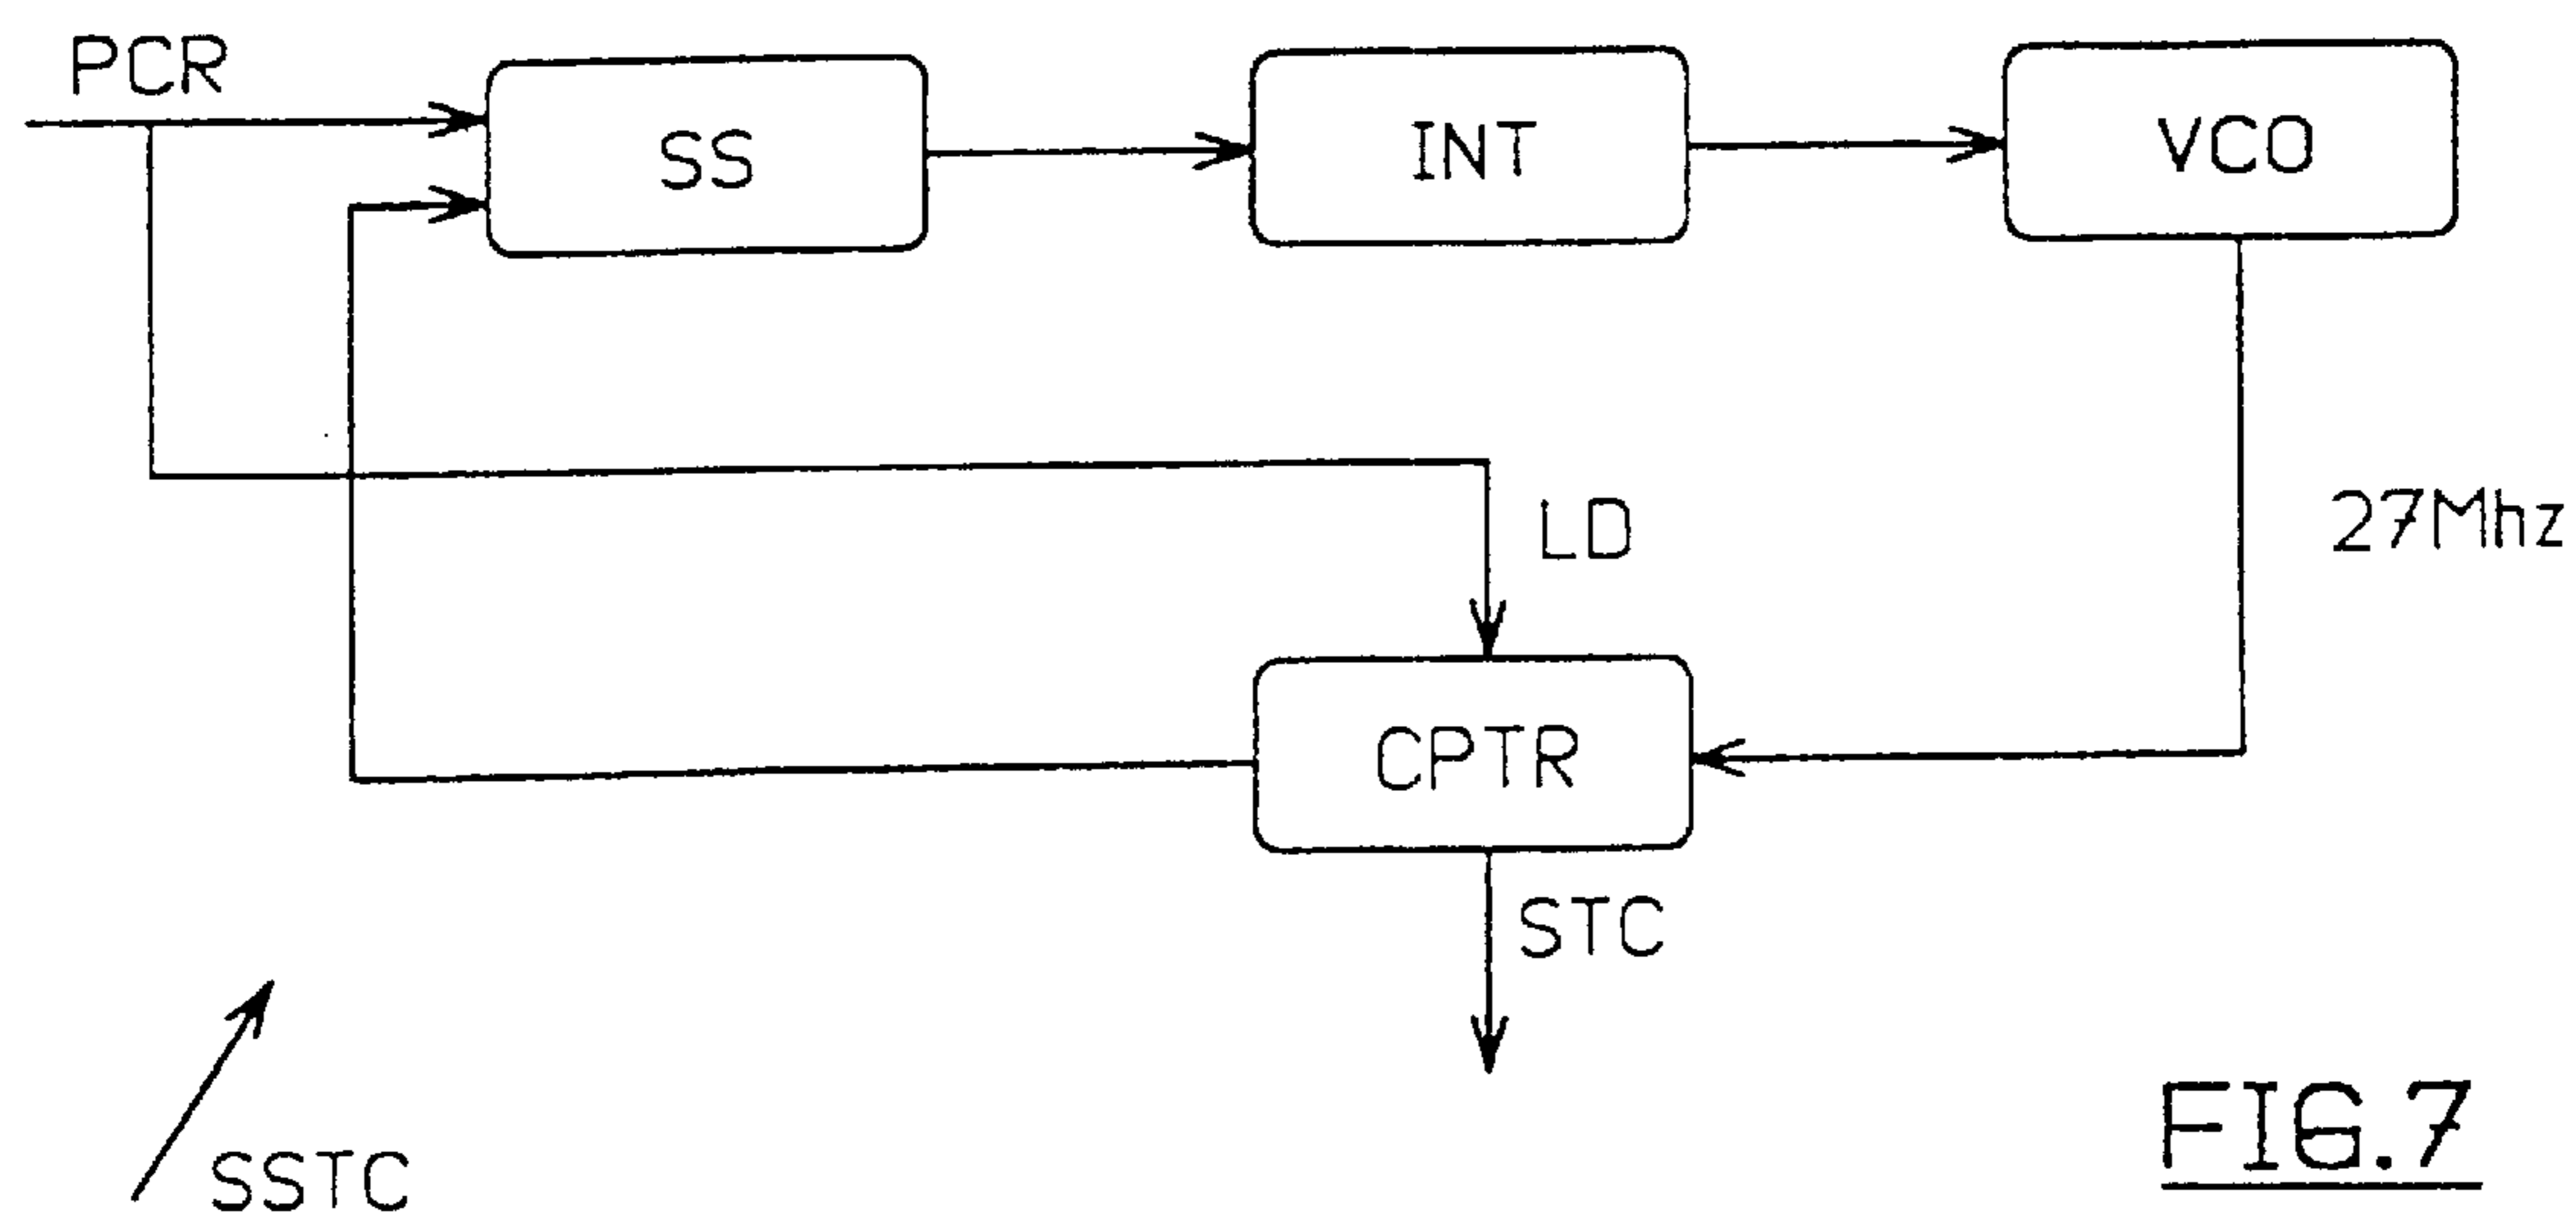 PCR
SS
INT
VCO
LD
27Mhz
CPTR
STC
SSTC
FIG.7